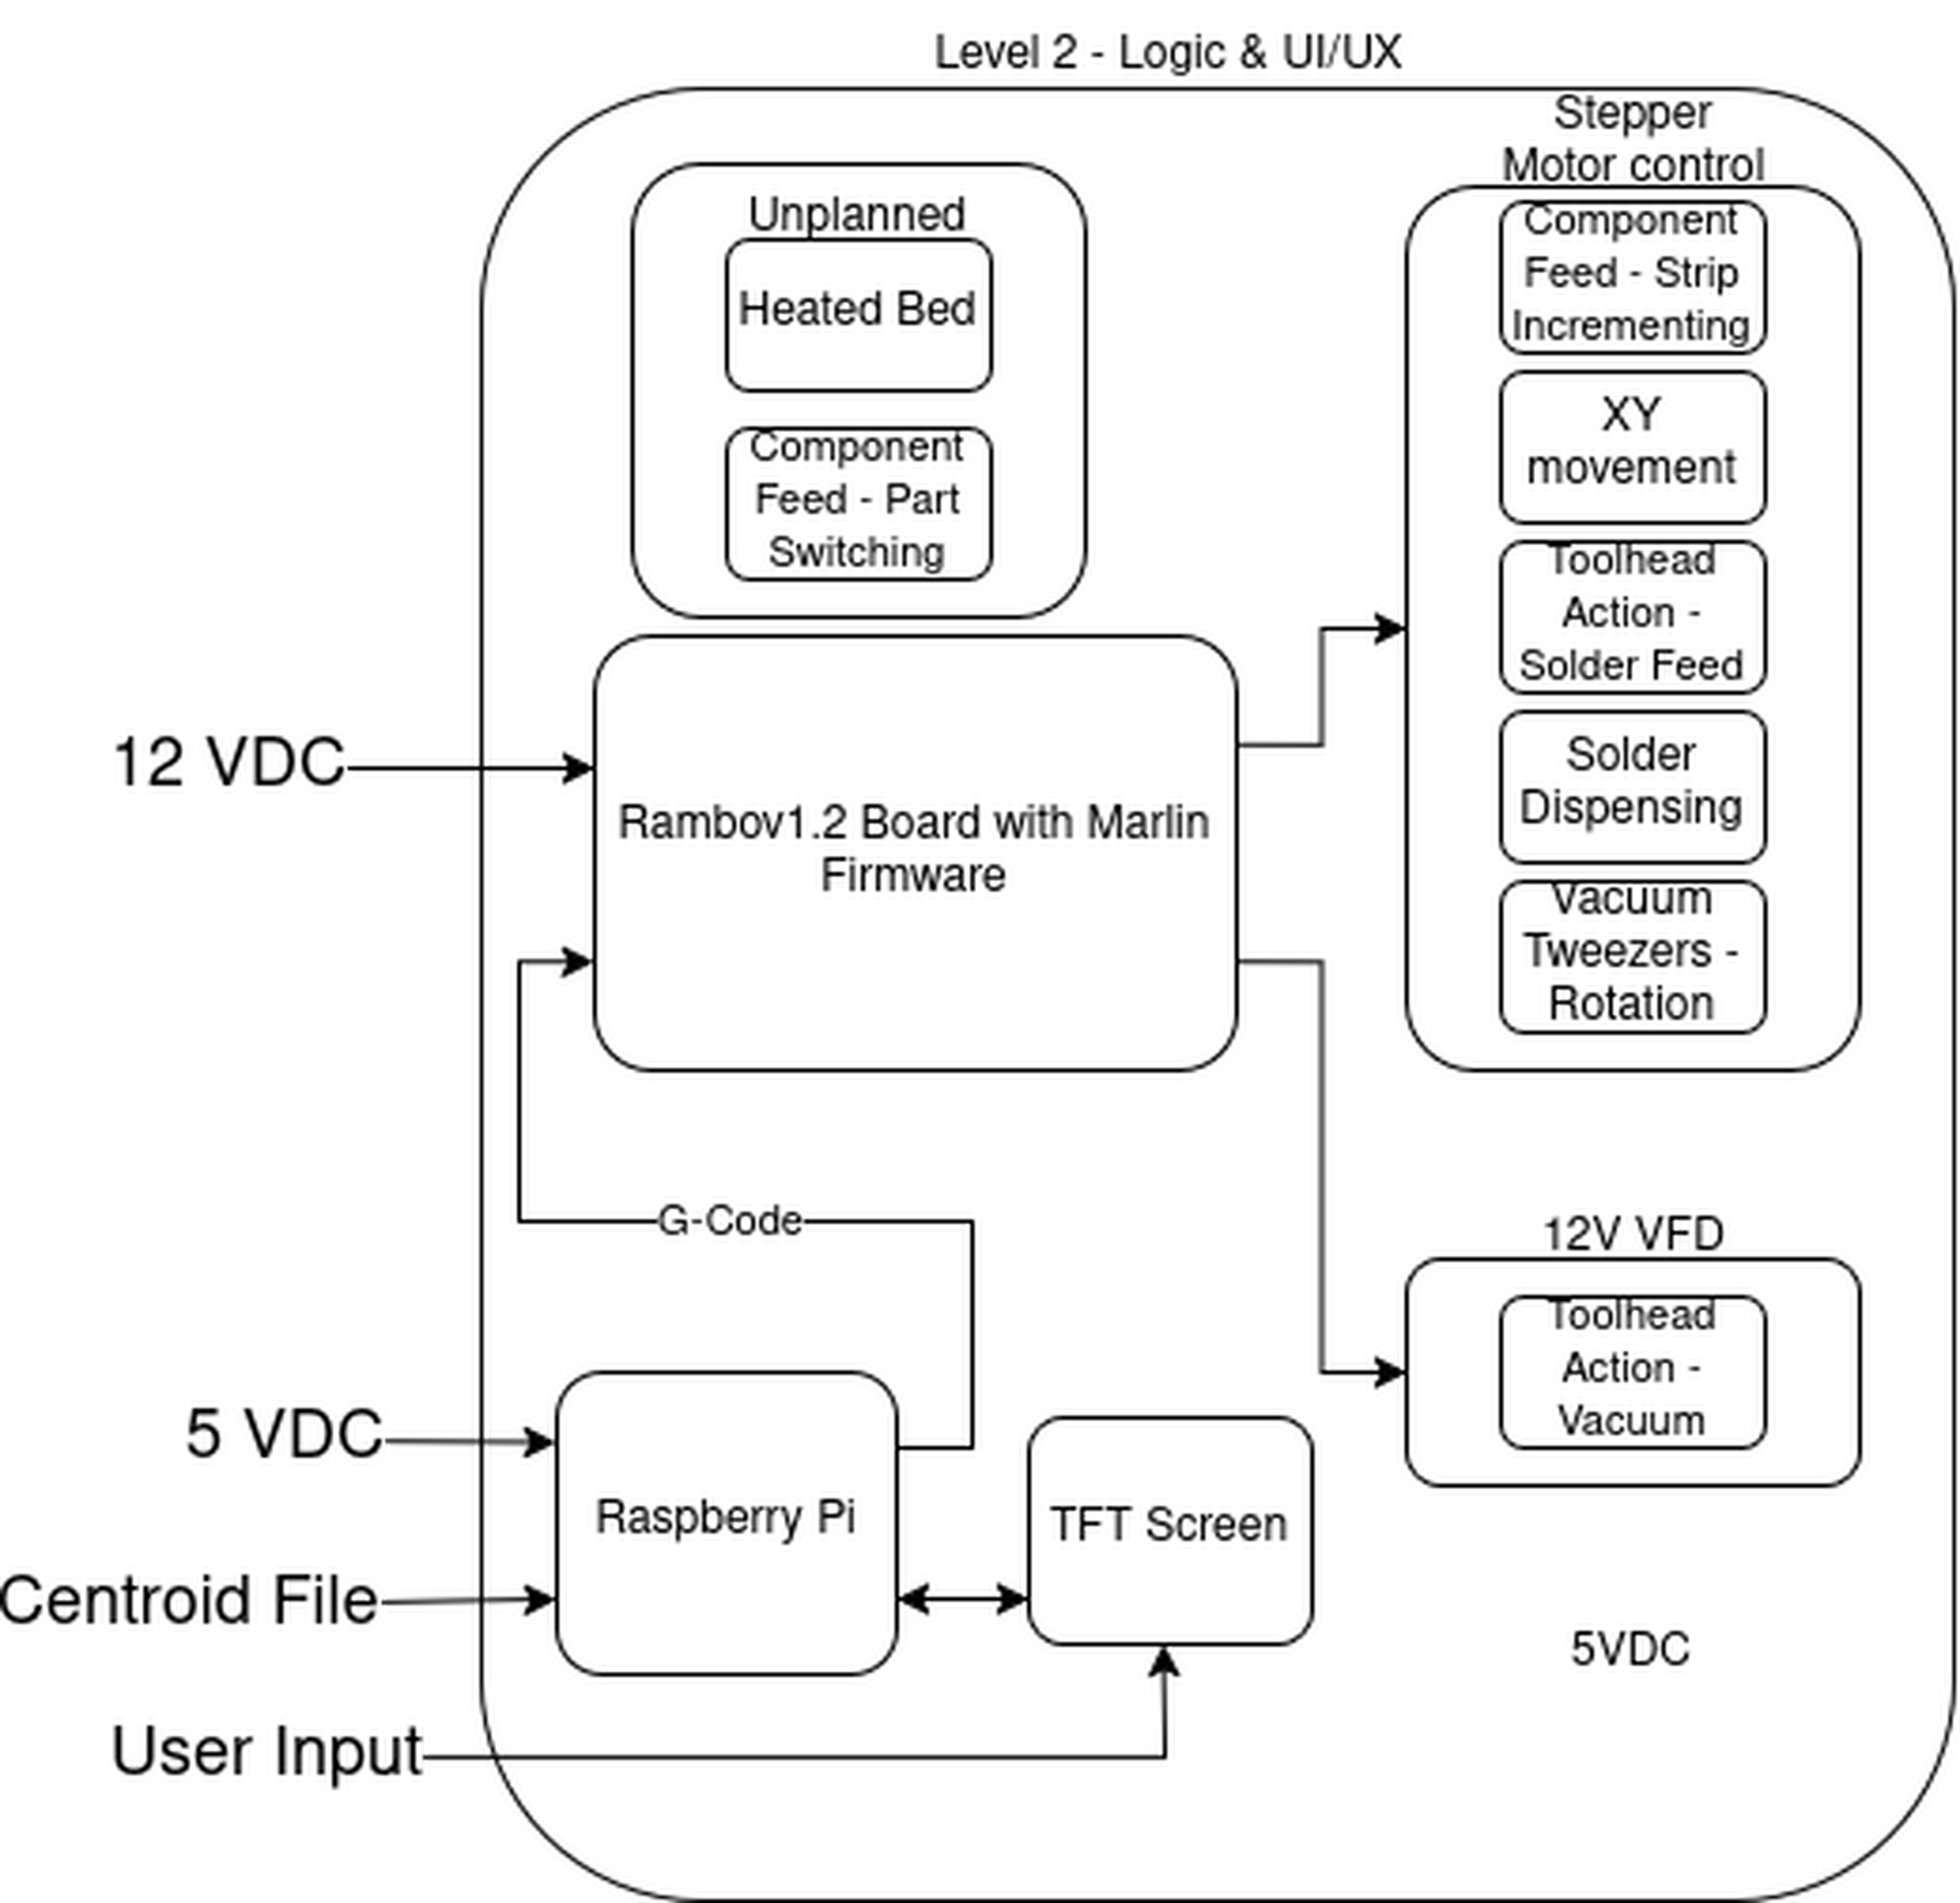 Level 2 - Logic & UI/UX
Stepper
Motor control
Unplanned
Heated Bed
Component
Feed - Part
Switching
Component
Feed - Strip
Incrementing
XY
movement
Toolhead
Action -
Solder Feed
Solder
Dispensing
Vacuum
Tweezers -
Rotation
12 VDC
Rambov1.2 Board with Marlin
Firmware
G-Code
12V VFD
Toolhead
Action -
Vacuum
5 VDC
Raspberry Pi
TFT Screen
Centroid File
5VDC
User Input